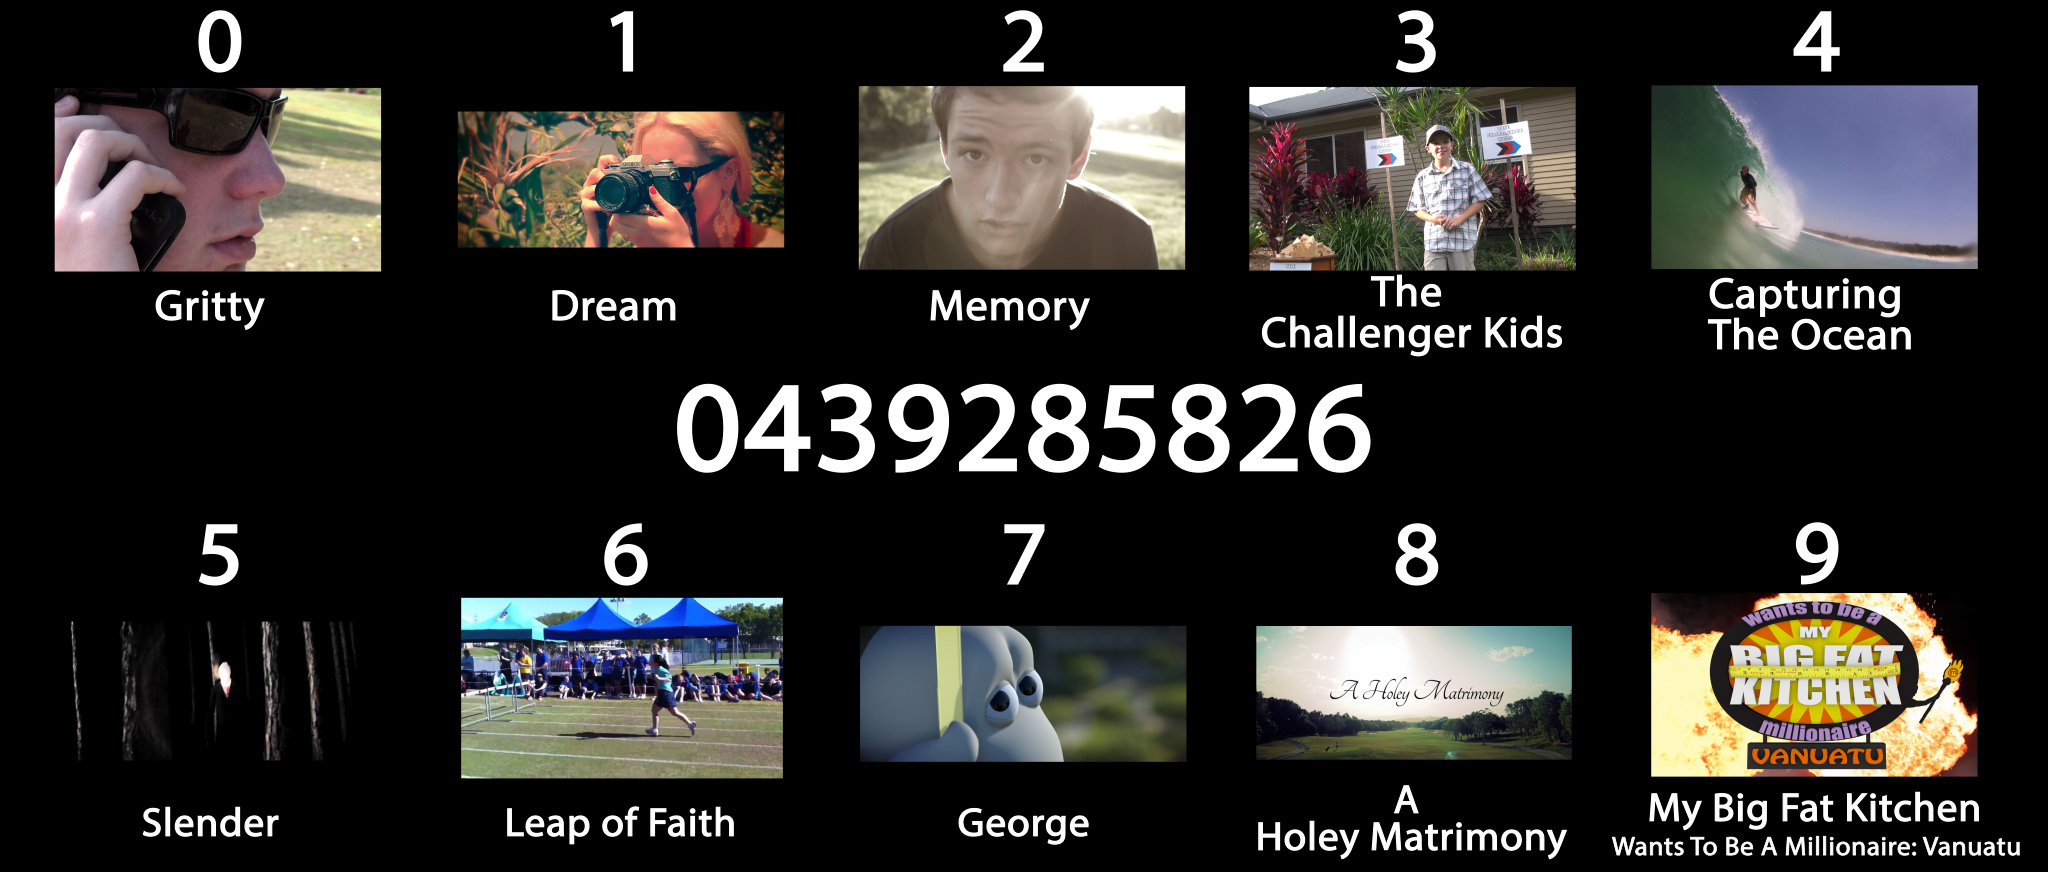 0
1
2
3
4
Gritty
Dream
Memory
The
Challenger Kids
Capturing
The Ocean
0439285826
5
6
7
8
9
A Holey Matrimony
wants to be a
MY
BIG FAT
KITCHEN
millionaire
VANUATU
Slender
Leap of Faith
George
A
Holey Matrimony
My Big Fat Kitchen
Wants To Be A Millionaire: Vanuatu